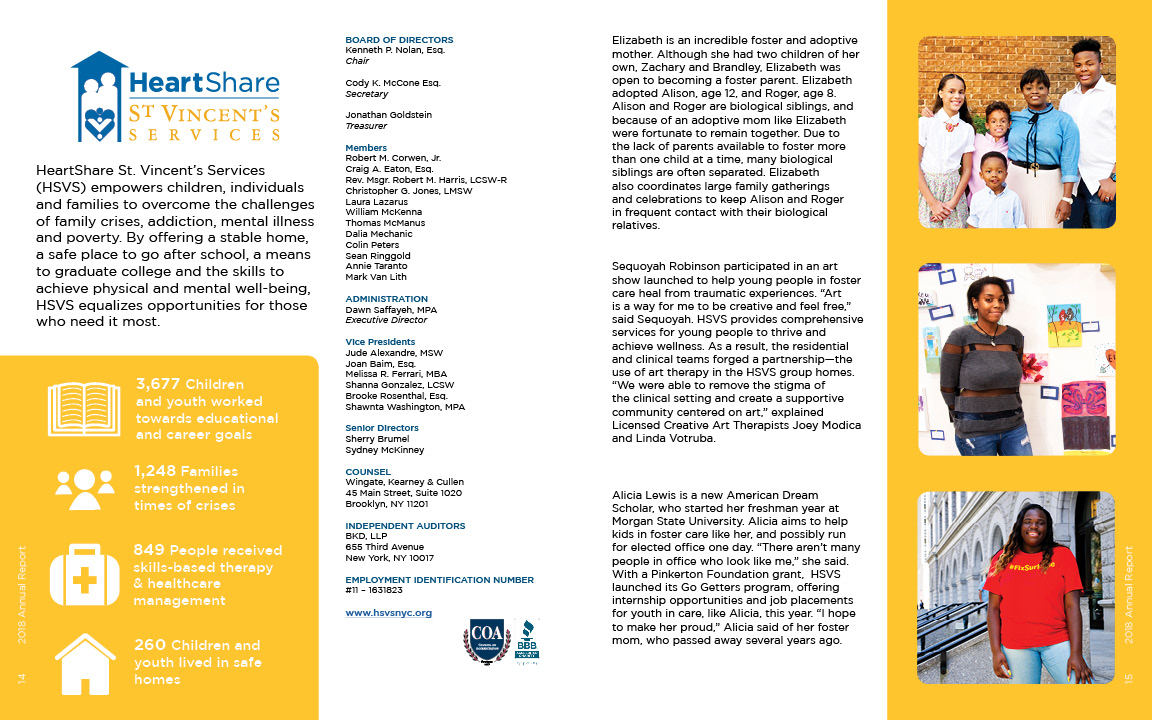 HeartShare
ST VINCENT'S
SERVICES
HeartShare St. Vincent's Services
(HSVS) empowers children, individuals
and families to overcome the challenges
of family crises, addiction, mental illness
and poverty. By offering a stable home,
a safe place to go after school, a means
to graduate college and the skills to
achieve physical and mental well-being,
HSVS equalizes opportunities for those
who need it most.
3,677 Children
and youth worked
towards educational
and career goals
1,248 Families
strengthened in
times of crises
849 People received
skills-based therapy
& healthcare
management
260 Children and
youth lived in safe
homes
2018 Annual Report
14
BOARD OF DIRECTORS
Kenneth P. Nolan, Esq.
Chair
Cody K. McCone Esq.
Secretary
Jonathan Goldstein
Treasurer
Members
Robert M. Corwen, Jr.
Craig A. Eaton, Esq.
Rev. Msgr. Robert M. Harris, LCSW-R
Christopher G. Jones, LMSW
Laura Lazarus
William McKenna
Thomas McManus
Dalia Mechanic
Colin Peters
Sean Ringgold
Annie Taranto
Mark Van Lith
ADMINISTRATION
Dawn Saffayeh, MPA
Executive Director
Vice Presidents
Jude Alexandre, MSW
Joan Baim, Esq.
Melissa R. Ferrari, MBA
Shanna Gonzalez, LCSW
Brooke Rosenthal, Esq.
Shawnta Washington, MPA
Senior Directors
Sherry Brumel
Sydney McKinney
COUNSEL
Wingate, Kearney & Cullen
45 Main Street, Suite 1020
Brooklyn, NY 11201
INDEPENDENT AUDITORS
BKD, LLP
655 Third Avenue
New York, NY 10017
EMPLOYMENT IDENTIFICATION NUMBER
#11 – 1631823
www.hsvsnyc.org
COA
BBB
Elizabeth is an incredible foster and adoptive
mother. Although she had two children of her
own, Zachary and Brandley, Elizabeth was
open to becoming a foster parent. Elizabeth
adopted Alison, age 12, and Roger, age 8.
Alison and Roger are biological siblings, and
because of an adoptive mom like Elizabeth
were fortunate to remain together. Due to
the lack of parents available to foster more
than one child at a time, many biological
siblings are often separated. Elizabeth
also coordinates large family gatherings
and celebrations to keep Alison and Roger
in frequent contact with their biological
relatives.
Sequoyah Robinson participated in an art
show launched to help young people in foster
care heal from traumatic experiences. “Art
is a way for me to be creative and feel free,”
said Sequoyah. HSVS provides comprehensive
services for young people to thrive and
achieve wellness. As a result, the residential
and clinical teams forged a partnership—the
use of art therapy in the HSVS group homes.
“We were able to remove the stigma of
the clinical setting and create a supportive
community centered on art,” explained
Licensed Creative Art Therapists Joey Modica
and Linda Votruba.
Alicia Lewis is a new American Dream
Scholar, who started her freshman year at
Morgan State University. Alicia aims to help
kids in foster care like her, and possibly run
for elected office one day. “There aren’t many
people in office who look like me,” she said.
With a Pinkerton Foundation grant, HSVS
launched its Go Getters program, offering
internship opportunities and job placements
for youth in care, like Alicia, this year. “I hope
to make her proud,” Alicia said of her foster
mom, who passed away several years ago.
2018 Annual Report
15